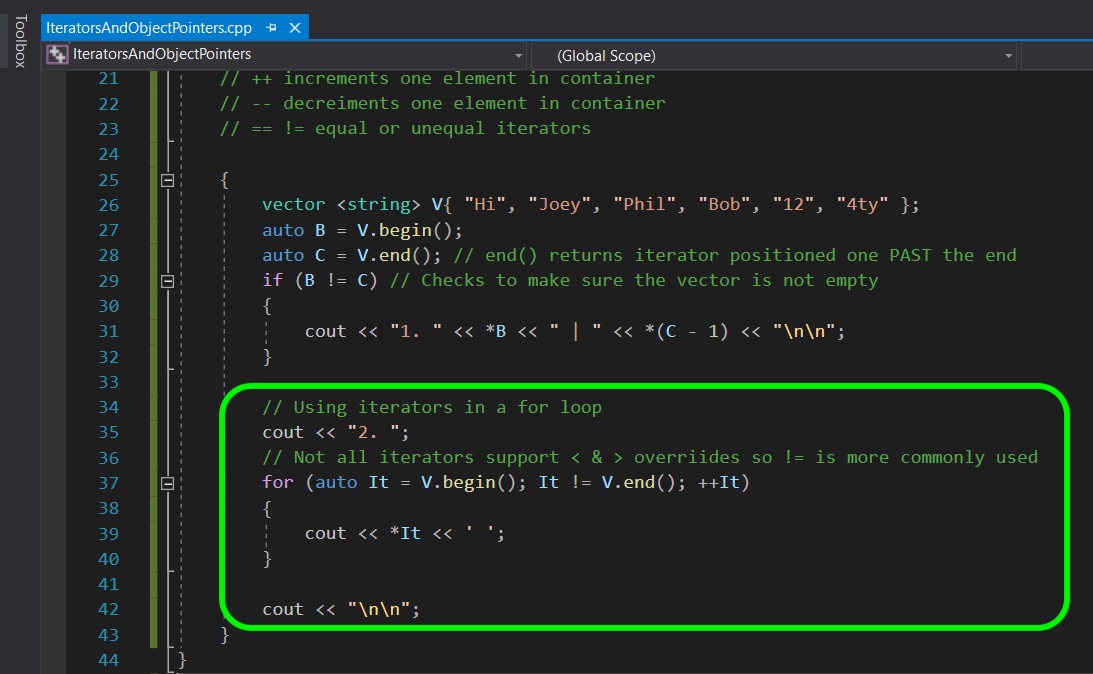 Toolbox
IteratorsAndObjectPointers.cpp
IteratorsAndObjectPointers (Global Scope)
21 // ++ increments one element in container
22 // -- decreiments one element in container
23 // == != equal or unequal iterators
24
25 {
26 vector <string> V{ "Hi", "Joey", "Phil", "Bob", "12", "4ty" };
27 auto B = V.begin();
28 auto C = V.end(); // end() returns iterator positioned one PAST the end
29 if (B != C) // Checks to make sure the vector is not empty
30 {
31 cout << "1. " << *B << " | " << *(C - 1) << "\n\n";
32 }
33
34 // Using iterators in a for loop
35 cout << "2. ";
36 // Not all iterators support < & > overriides so != is more commonly used
37 for (auto It = V.begin(); It != V.end(); ++It)
38 {
39 cout << *It << ' ';
40 }
41
42 cout << "\n\n";
43 }
44 }